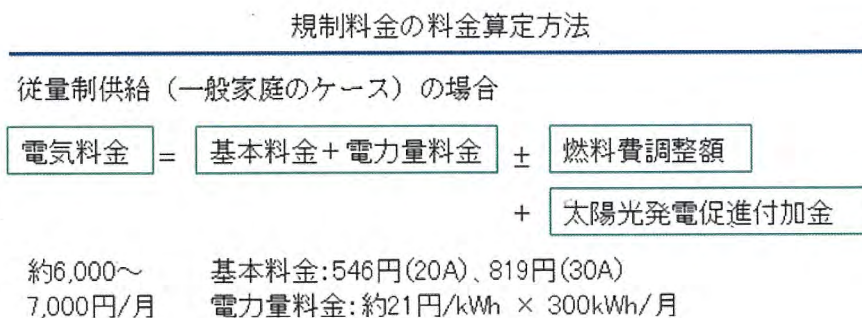 規制料金の料金算定方法
従量制供給（一般家庭のケース）の場合
電気料金 = 基本料金＋電力量料金 ± 燃料費調整額
+ 太陽光発電促進付加金
約6,000～ 基本料金:546円(20A)、819円(30A)
7,000円/月 電力量料金:約21円/kWh × 300kWh/月